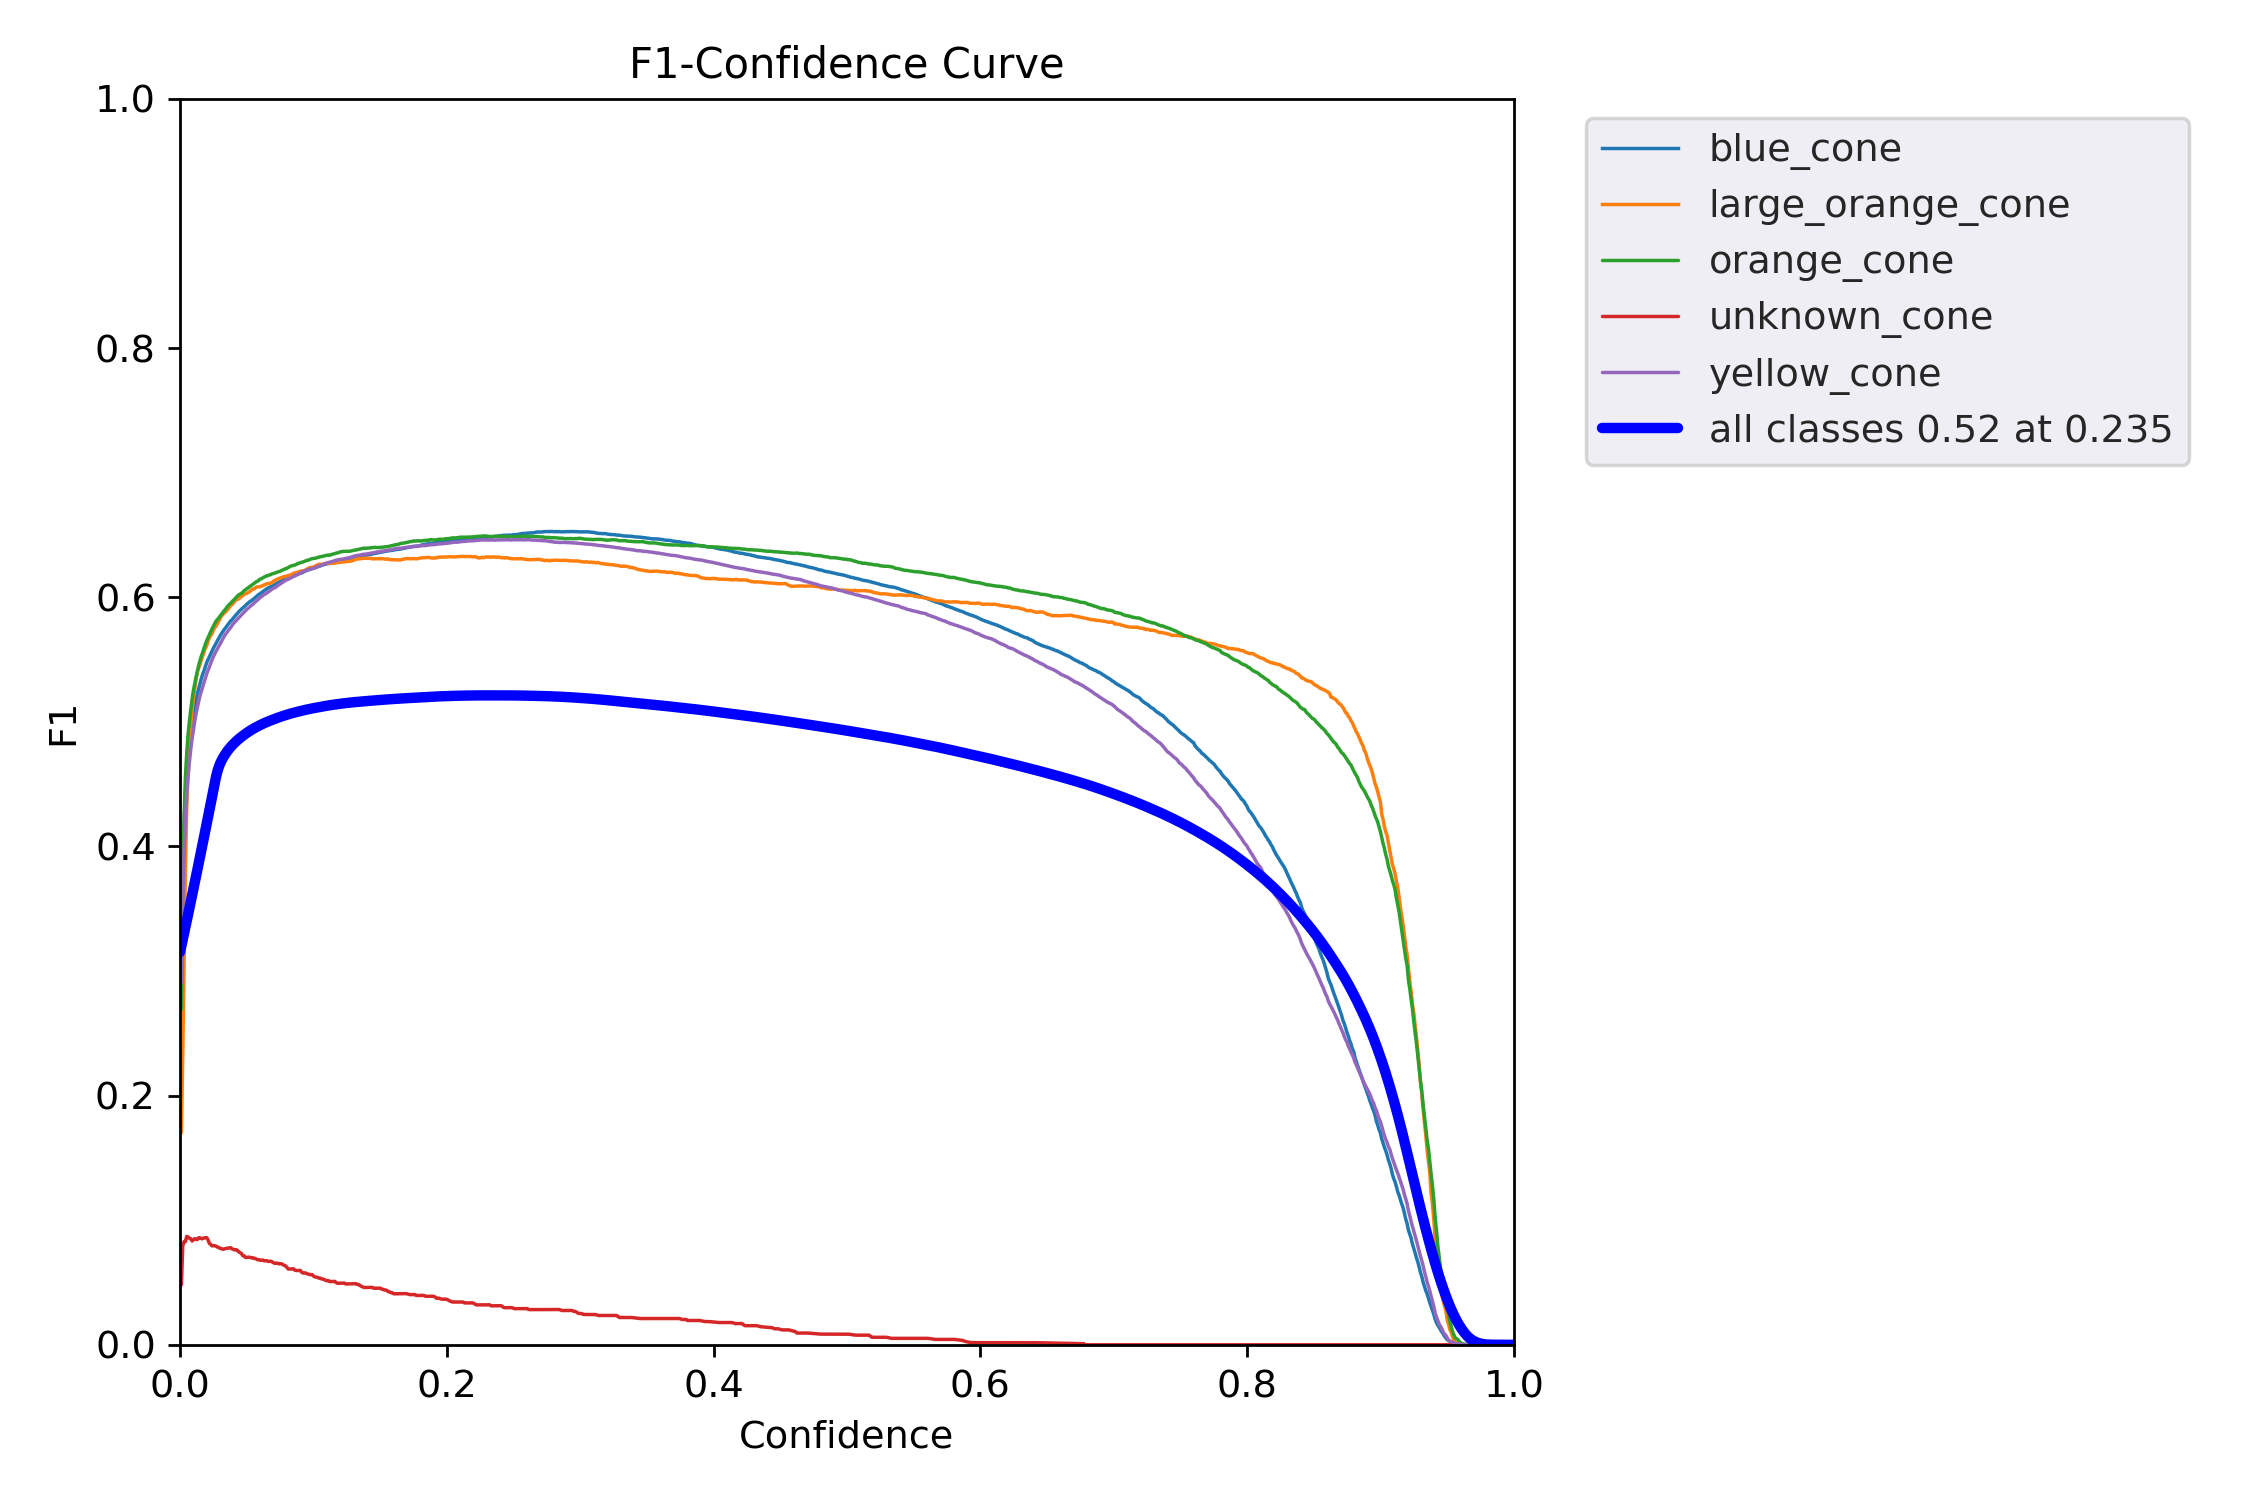 F1-Confidence Curve
1.0
0.8
0.6
0.4
0.2
0.0
F1
0.0 0.2 0.4 0.6 0.8 1.0
Confidence
blue_cone
large_orange_cone
orange_cone
unknown_cone
yellow_cone
all classes 0.52 at 0.235